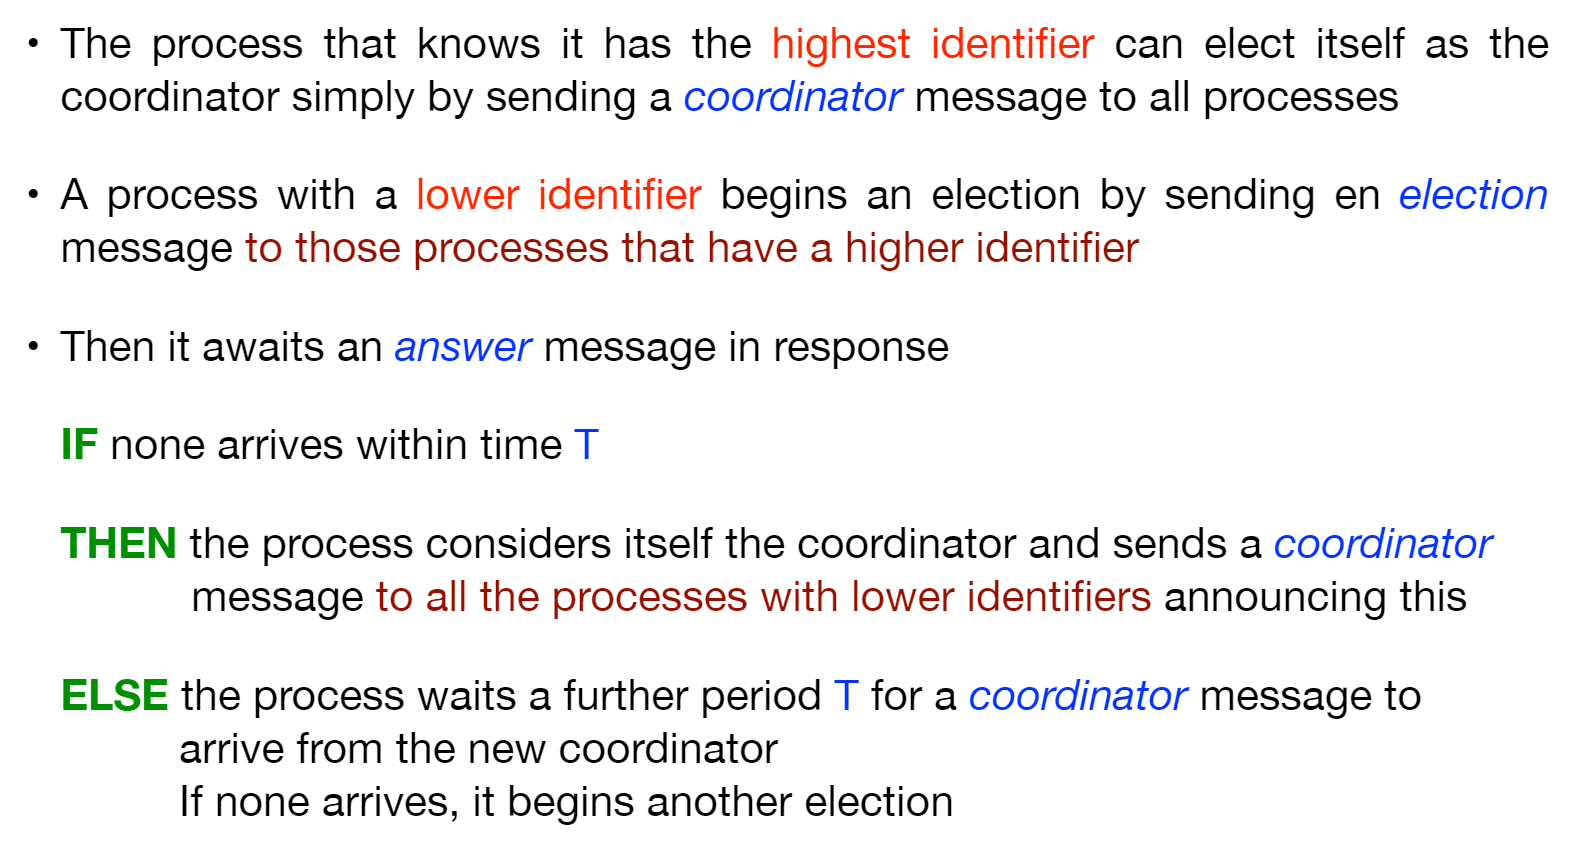 • The process that knows it has the highest identifier can elect itself as the
coordinator simply by sending a coordinator message to all processes
• A process with a lower identifier begins an election by sending en election
message to those processes that have a higher identifier
• Then it awaits an answer message in response
IF none arrives within time T
THEN the process considers itself the coordinator and sends a coordinator
message to all the processes with lower identifiers announcing this
ELSE the process waits a further period T for a coordinator message to
arrive from the new coordinator
If none arrives, it begins another election